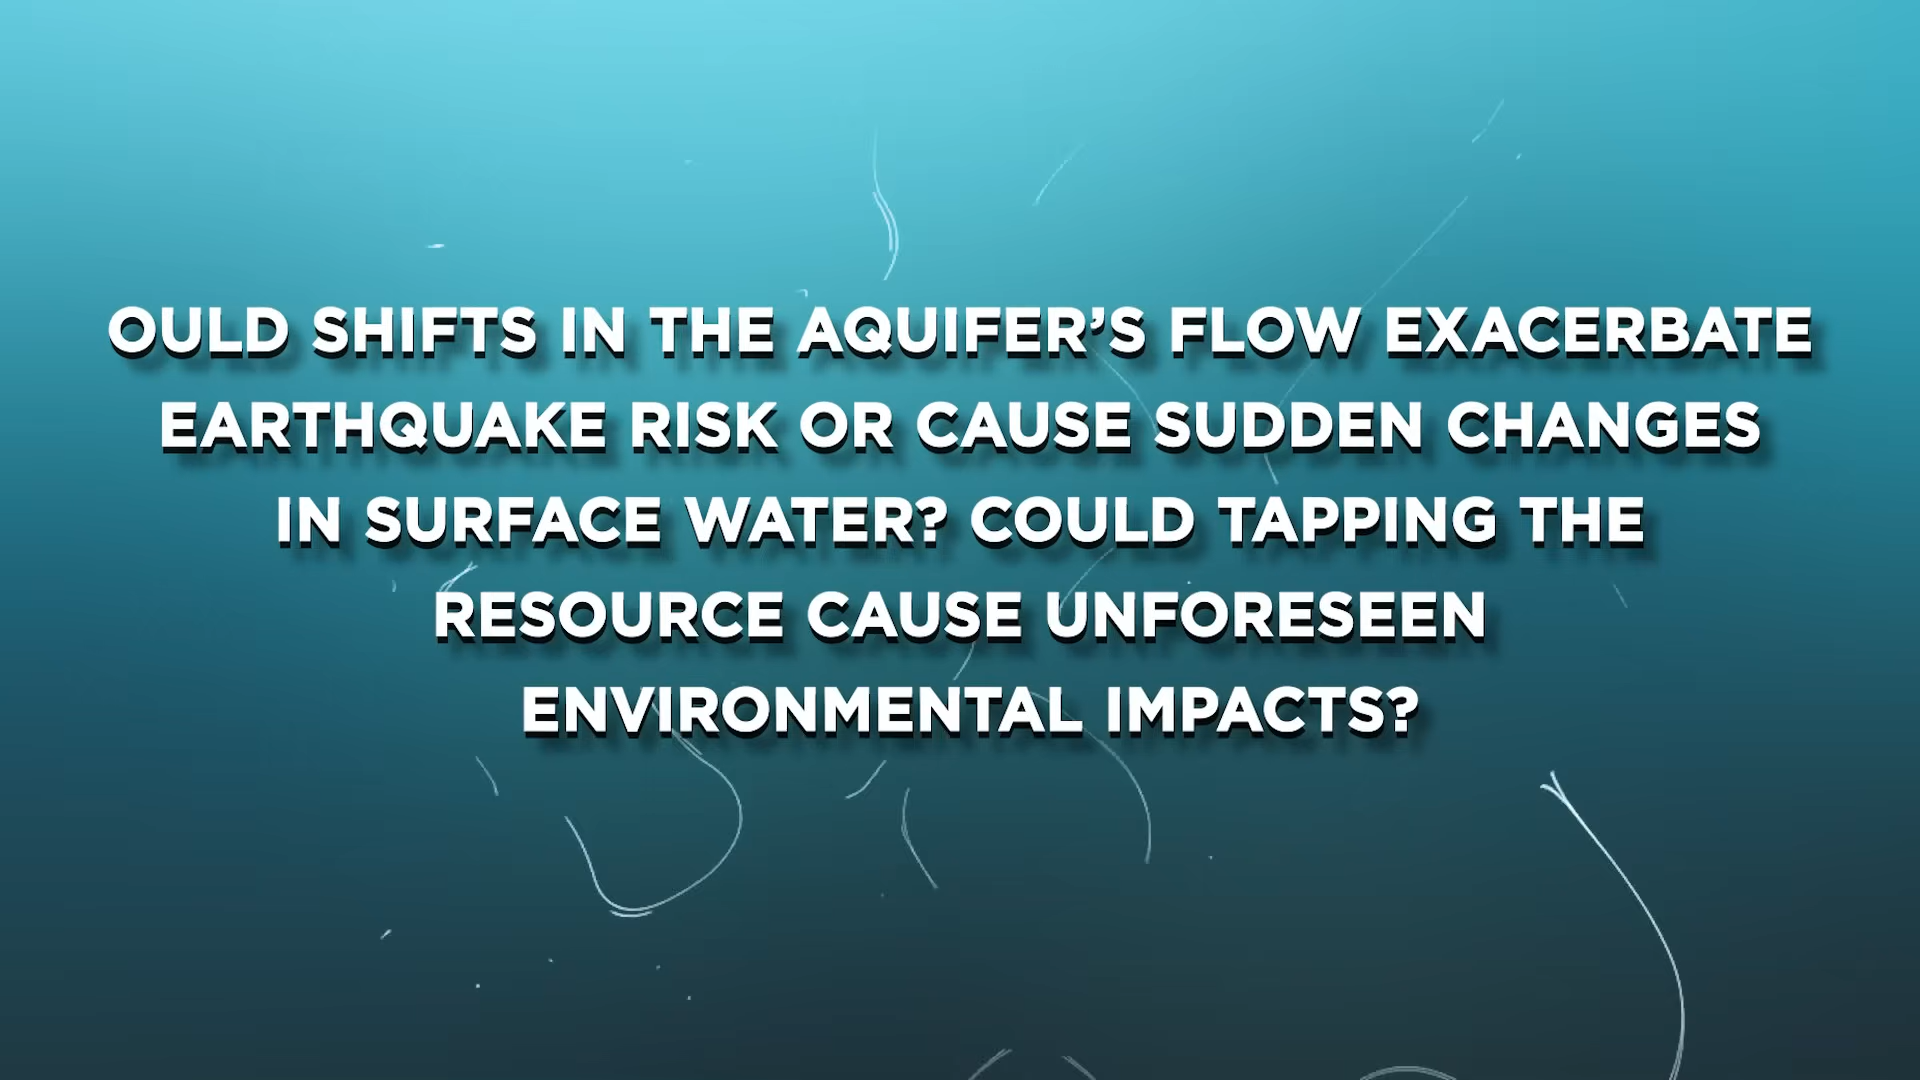 OULD SHIFTS IN THE AQUIFER’S FLOW EXACERBATE
EARTHQUAKE RISK OR CAUSE SUDDEN CHANGES
IN SURFACE WATER? COULD TAPPING THE
RESOURCE CAUSE UNFORESEEN
ENVIRONMENTAL IMPACTS?